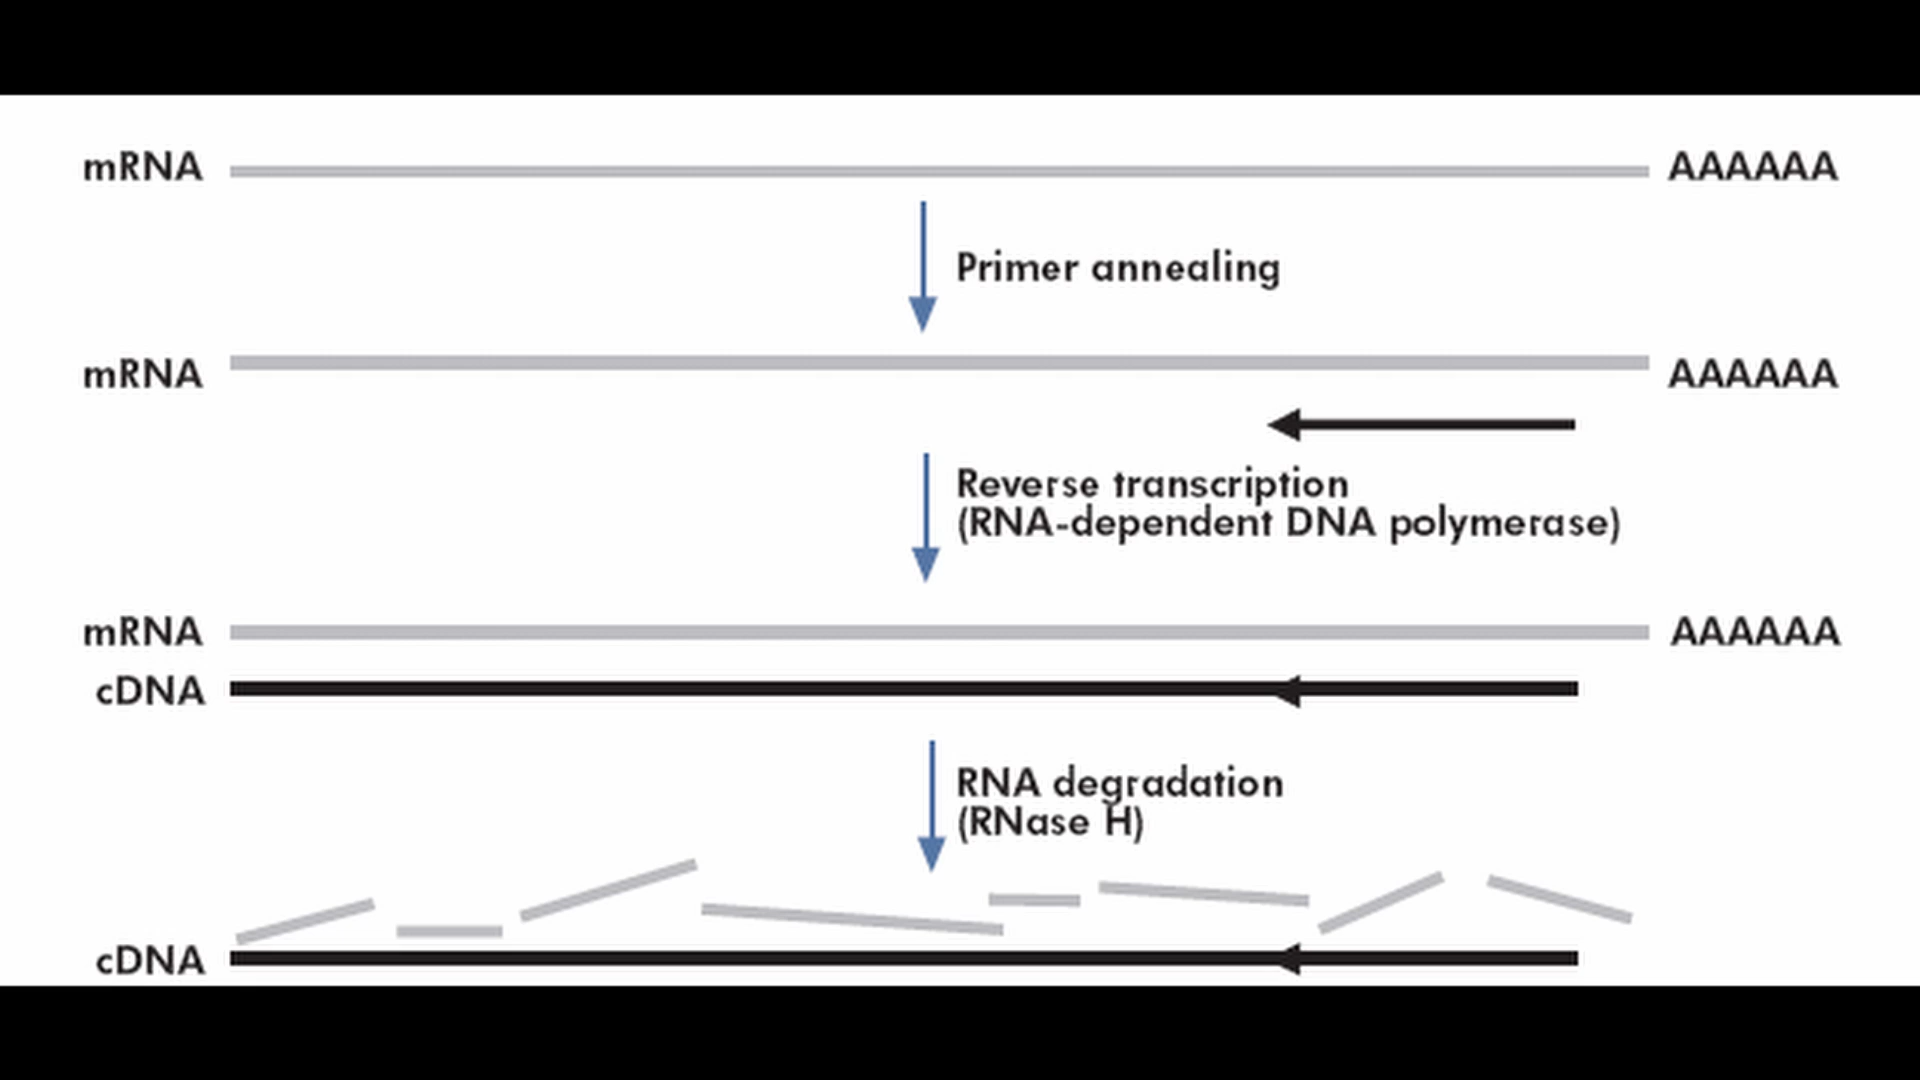 mRNA AAAAAA
Primer annealing
mRNA AAAAAA
Reverse transcription
(RNA-dependent DNA polymerase)
mRNA AAAAAA
cDNA
RNA degradation
(RNase H)
cDNA